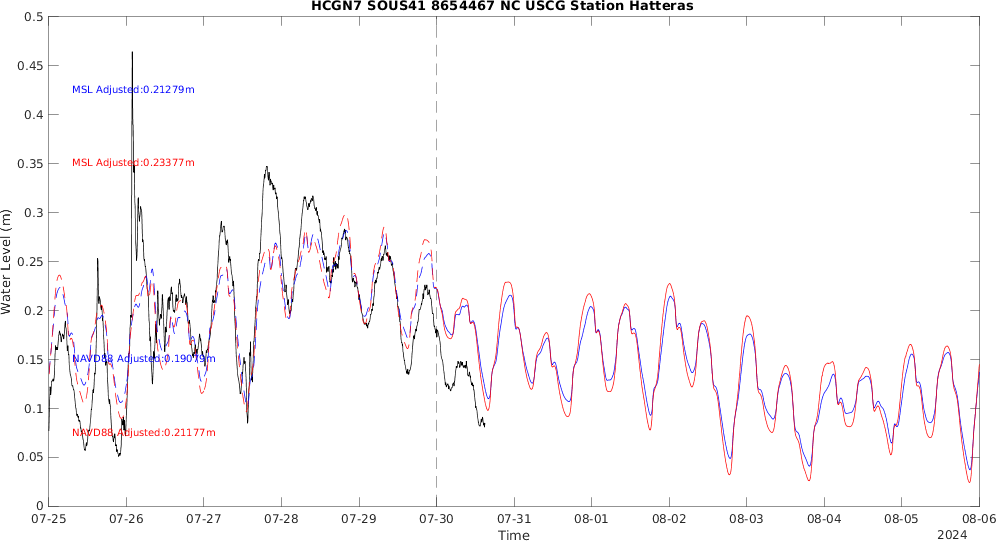 HCGN7 SOUS41 8654467 NC USCG Station Hatteras
0.5
0.45
MSL Adjusted:0.21279m
0.4
0.35
MSL Adjusted:0.23377m
0.3
0.25
Water Level (m)
0.2
0.15
NAVD88 Adjusted:0.19079m
0.1
NAVD88 Adjusted:0.21177m
0.05
0
07-25 07-26 07-27 07-28 07-29 07-30 07-31 08-01 08-02 08-03 08-04 08-05 08-06
Time
2024